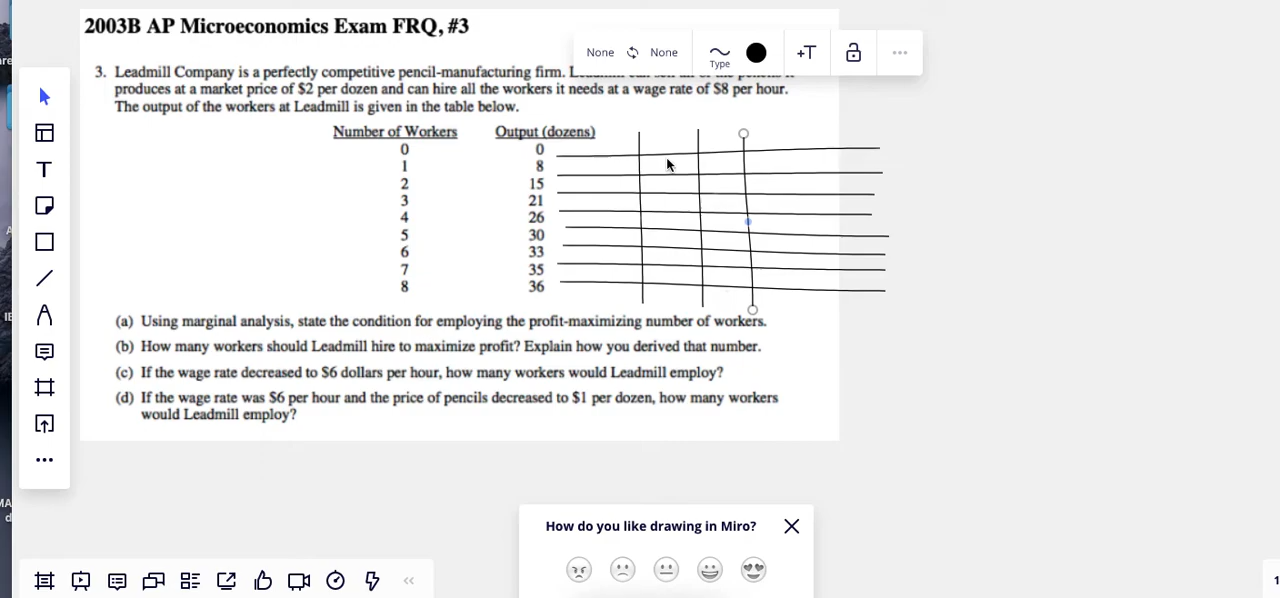 2003B AP Microeconomics Exam FRQ, #3
None None
Type
+T
3. Leadmill Company is a perfectly competitive pencil-manufacturing firm.
produces at a market price of $2 per dozen and can hire all the workers it needs at a wage rate of $8 per hour.
The output of the workers at Leadmill is given in the table below.
Number of Workers Output (dozens)
0 0
1 8
2 15
3 21
4 26
5 30
6 33
7 35
8 36
(a) Using marginal analysis, state the condition for employing the profit-maximizing number of workers.
(b) How many workers should Leadmill hire to maximize profit? Explain how you derived that number.
(c) If the wage rate decreased to $6 dollars per hour, how many workers would Leadmill employ?
(d) If the wage rate was $6 per hour and the price of pencils decreased to $1 per dozen, how many workers
would Leadmill employ?
T
How do you like drawing in Miro?